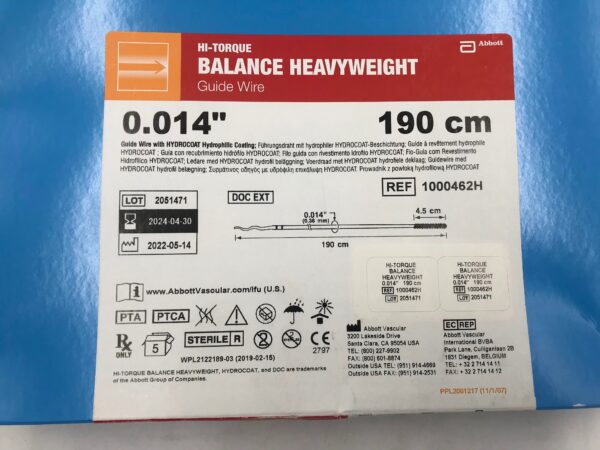 HI-TORQUE
BALANCE HEAVYWEIGHT
Guide Wire
Abbott
0.014" 190 cm
Guide Wire with HYDROCOAT Hydrophilic Coating; Führungsdraht mit hydrophiler HYDROCOAT-Beschichtung; Guide à revêtement hydrophile
HYDROCOAT; Guía con recubrimiento hidrófilo HYDROCOAT; Filo guida con rivestimento idrofilo HYDROCOAT; Fio-Guia com Revestimento
Hidrofílico HYDROCOAT; Ledare med HYDROCOAT hydrofil beläggning; Voerdraad met HYDROCOAT hydrofiele deklaag; Guidewire med
HYDROCOAT hydrofil belægning; Συρμάτινος οδηγός με υδρόφιλη επικάλυψη HYDROCOAT; Prowadnik z powłoką hydrofilową HYDROCOAT
REF 1000462H
LOT 2051471
DOC EXT
2024-04-30
2022-05-14
0.014"
(0.36 mm)
4.5 cm
190 cm
HI-TORQUE
BALANCE
HEAVYWEIGHT
0.014" 190 cm
REF 1000462H
LOT 2051471
HI-TORQUE
BALANCE
HEAVYWEIGHT
0.014" 190 cm
REF 1000462H
LOT 2051471
www.AbbottVascular.com/ifu (U.S.)
PTA PTCA
Rx ONLY
5
STERILE R
2797
WPL2122189-03 (2019-02-15)
HI-TORQUE BALANCE HEAVYWEIGHT, HYDROCOAT, and DOC are trademarks
of the Abbott Group of Companies.
Abbott Vascular
3200 Lakeside Drive
Santa Clara, CA 95054 USA
TEL: (800) 227-9902
FAX: (800) 601-8874
Outside USA TEL: (951) 914-4669
Outside USA FAX: (951) 914-2531
EC REP
Abbott Vascular
International BVBA
Park Lane, Culliganlaan 2B
1831 Diegem, BELGIUM
TEL: + 32 2 714 14 12
FAX: + 32 2 714 14 11
PPL2081217 (11/1/07)